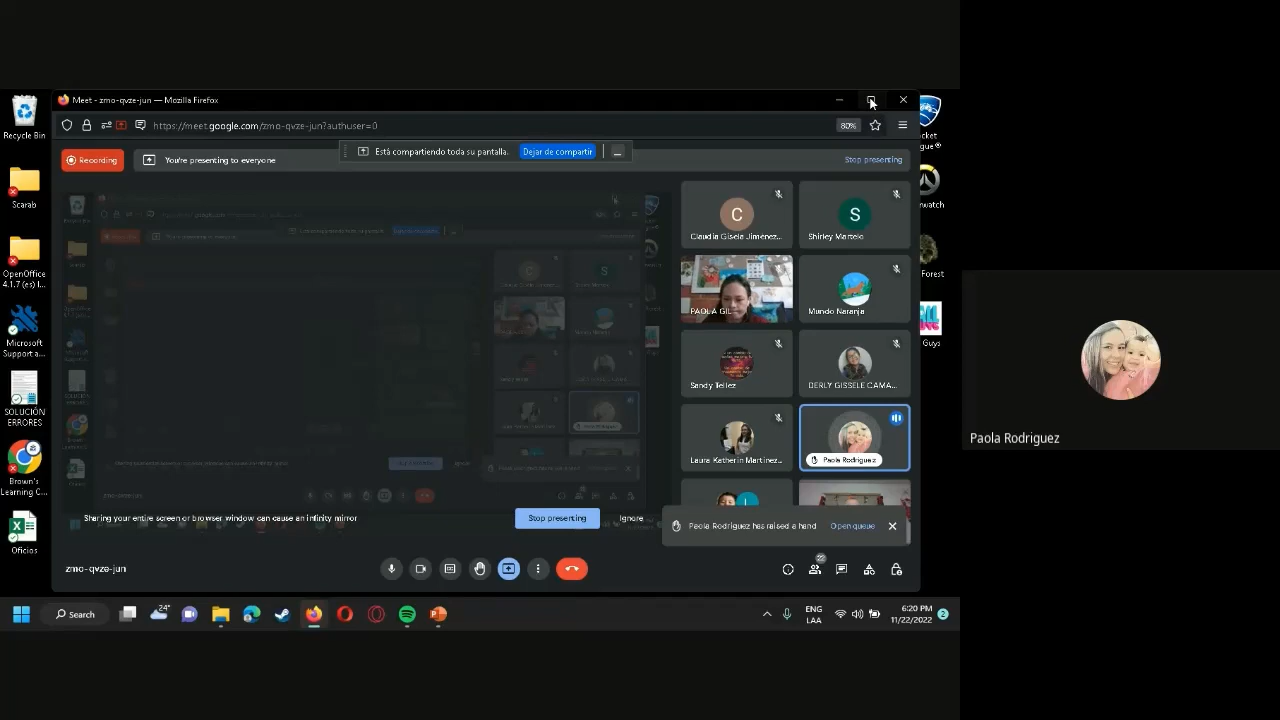 Meet - zmo-qvze-jun — Mozilla Firefox
https://meet.google.com/zmo-qvze-jun?authuser=0
80%
Recording
You're presenting to everyone
Está compartiendo toda su pantalla.
Dejar de compartir
Stop presenting
Recycle Bin
Scarab
OpenOffice
4.1.7 (es) I...
Microsoft
Support a...
SOLUCIÓN
ERRORES
Brown's
Learning C...
Oficios
C
Claudia Gisela Jiménez...
S
Shirley Martelo
PAOLA GIL
Mundo Naranja
Sandy Tellez
DERLY GISSELE CAMA...
Laura Katherin Martinez...
Paola Rodriguez
Forest
Guys
Sharing your entire screen or browser window can cause an infinity mirror
Stop presenting
Ignore
Paola Rodriguez has raised a hand
Open queue
zmo-qvze-jun
22
Search
24°
ENG
LAA
6:20 PM
11/22/2022
2
Paola Rodriguez